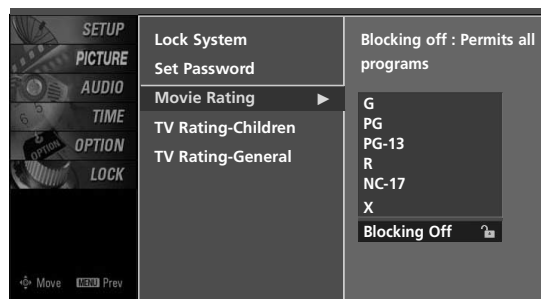 SETUP
PICTURE
AUDIO
TIME
OPTION
LOCK
Move MENU Prev
Lock System
Set Password
Movie Rating ►
TV Rating-Children
TV Rating-General
Blocking off : Permits all
programs
G
PG
PG-13
R
NC-17
X
Blocking Off